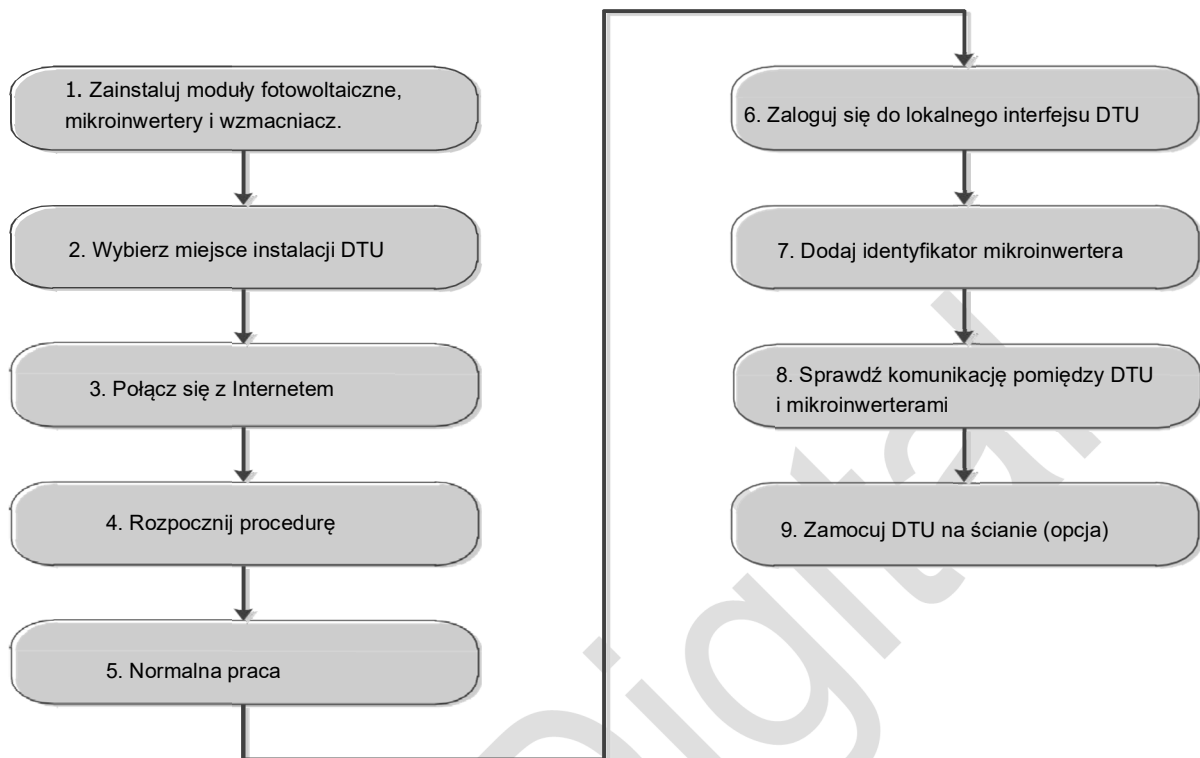 1. Zainstaluj moduły fotowoltaiczne,
mikroinwertery i wzmacniacz.
2. Wybierz miejsce instalacji DTU
3. Połącz się z Internetem
4. Rozpocznij procedurę
5. Normalna praca
6. Zaloguj się do lokalnego interfejsu DTU
7. Dodaj identyfikator mikroinwertera
8. Sprawdź komunikację pomiędzy DTU
i mikroinwerterami
9. Zamocuj DTU na ścianie (opcja)
Digital